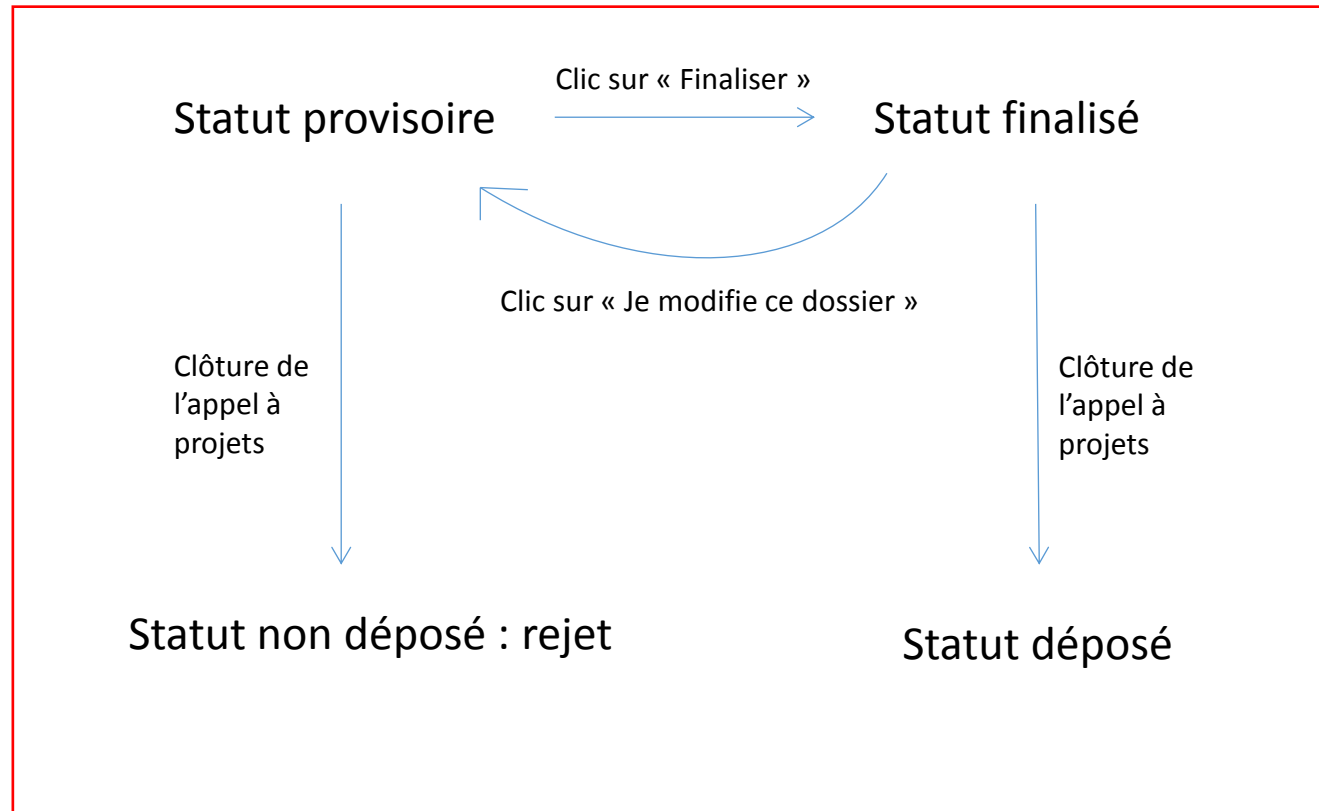 Clic sur « Finaliser »
Statut provisoire
Statut finalisé
Clic sur « Je modifie ce dossier »
Clôture de
l’appel à
projets
Clôture de
l’appel à
projets
Statut non déposé : rejet
Statut déposé